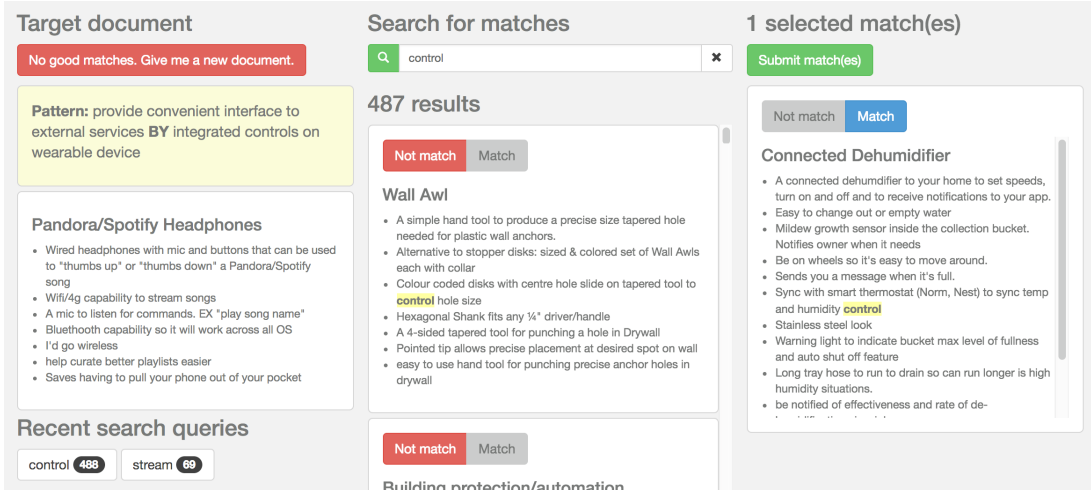 Target document
No good matches. Give me a new document.
Pattern: provide convenient interface to
external services BY integrated controls on
wearable device
Pandora/Spotify Headphones
Wired headphones with mic and buttons that can be used
to "thumbs up" or "thumbs down" a Pandora/Spotify
song
Wifi/4g capability to stream songs
A mic to listen for commands. EX "play song name"
Bluethooth capability so it will work across all OS
I'd go wireless
help curate better playlists easier
Saves having to pull your phone out of your pocket
Recent search queries
control 488 stream 69
Search for matches
control
487 results
Not match Match
Wall Awl
A simple hand tool to produce a precise size tapered hole
needed for plastic wall anchors.
Alternative to stopper disks: sized & colored set of Wall Awls
each with collar
Colour coded disks with centre hole slide on tapered tool to
control hole size
Hexagonal Shank fits any ¼" driver/handle
A 4-sided tapered tool for punching a hole in Drywall
Pointed tip allows precise placement at desired spot on wall
easy to use hand tool for punching precise anchor holes in
drywall
Not match Match
Building protection/automation
1 selected match(es)
Submit match(es)
Not match Match
Connected Dehumidifier
A connected dehumdifier to your home to set speeds,
turn on and off and to receive notifications to your app.
Easy to change out or empty water
Mildew growth sensor inside the collection bucket.
Notifies owner when it needs
Be on wheels so it's easy to move around.
Sends you a message when it's full.
Sync with smart thermostat (Norm, Nest) to sync temp
and humidity control
Stainless steel look
Warning light to indicate bucket max level of fullness
and auto shut off feature
Long tray hose to run to drain so can run longer is high
humidity situations.
be notified of effectiveness and rate of de-